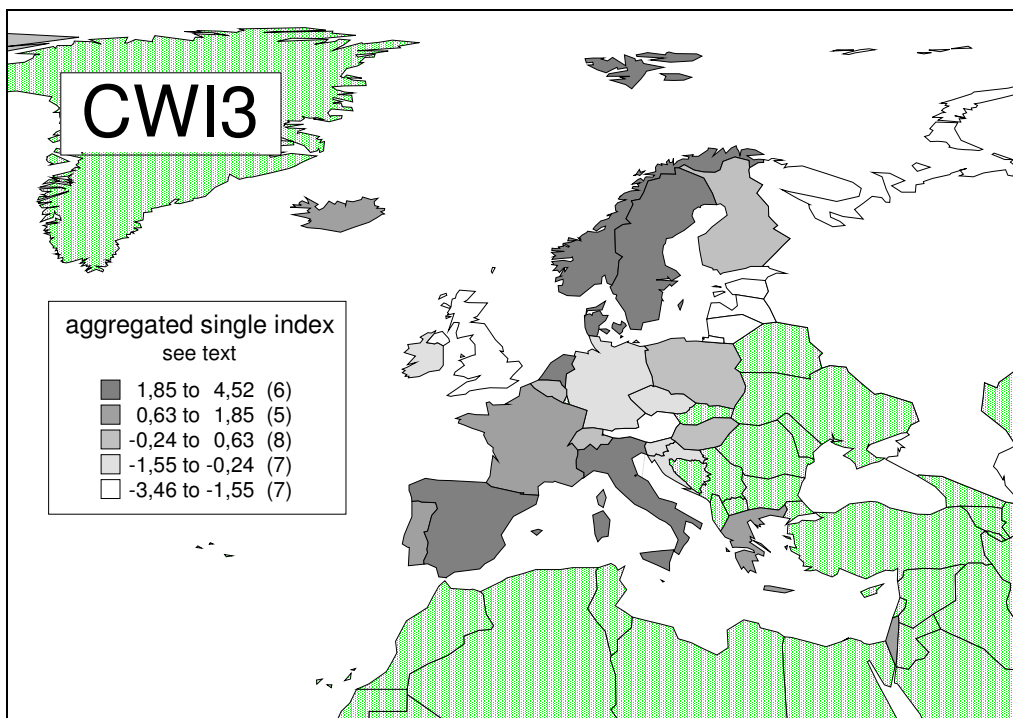 CWI3
aggregated single index
see text
1,85 to 4,52 (6)
0,63 to 1,85 (5)
-0,24 to 0,63 (8)
-1,55 to -0,24 (7)
-3,46 to -1,55 (7)